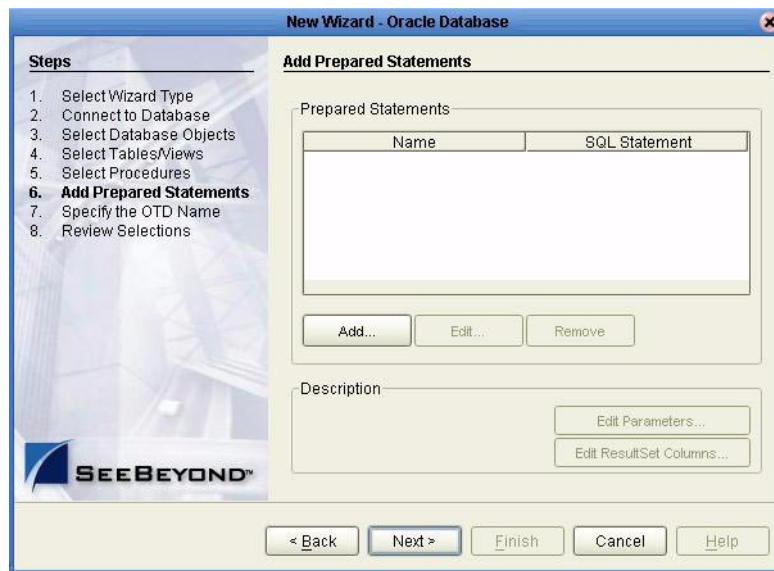 New Wizard - Oracle Database
Steps
1. Select Wizard Type
2. Connect to Database
3. Select Database Objects
4. Select Tables/Views
5. Select Procedures
6. Add Prepared Statements
7. Specify the OTD Name
8. Review Selections
SEEBEYOND™
Add Prepared Statements
Prepared Statements
Name SQL Statement
Add... Edit... Remove
Description
Edit Parameters...
Edit ResultSet Columns...
< Back Next > Finish Cancel Help